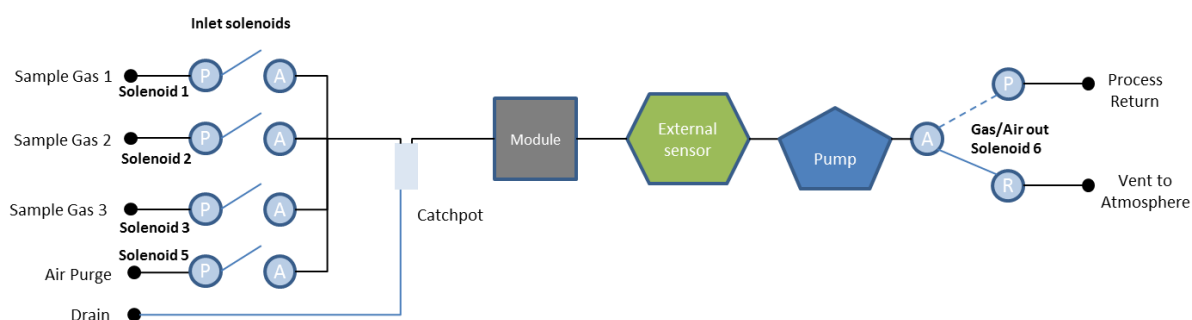 Inlet solenoids
Sample Gas 1
P
A
Solenoid 1
Sample Gas 2
P
A
Solenoid 2
Sample Gas 3
P
A
Solenoid 3
Solenoid 5
Air Purge
P
A
Drain
Catchpot
Module
External
sensor
Pump
A
P
Process
Return
Gas/Air out
Solenoid 6
R
Vent to
Atmosphere